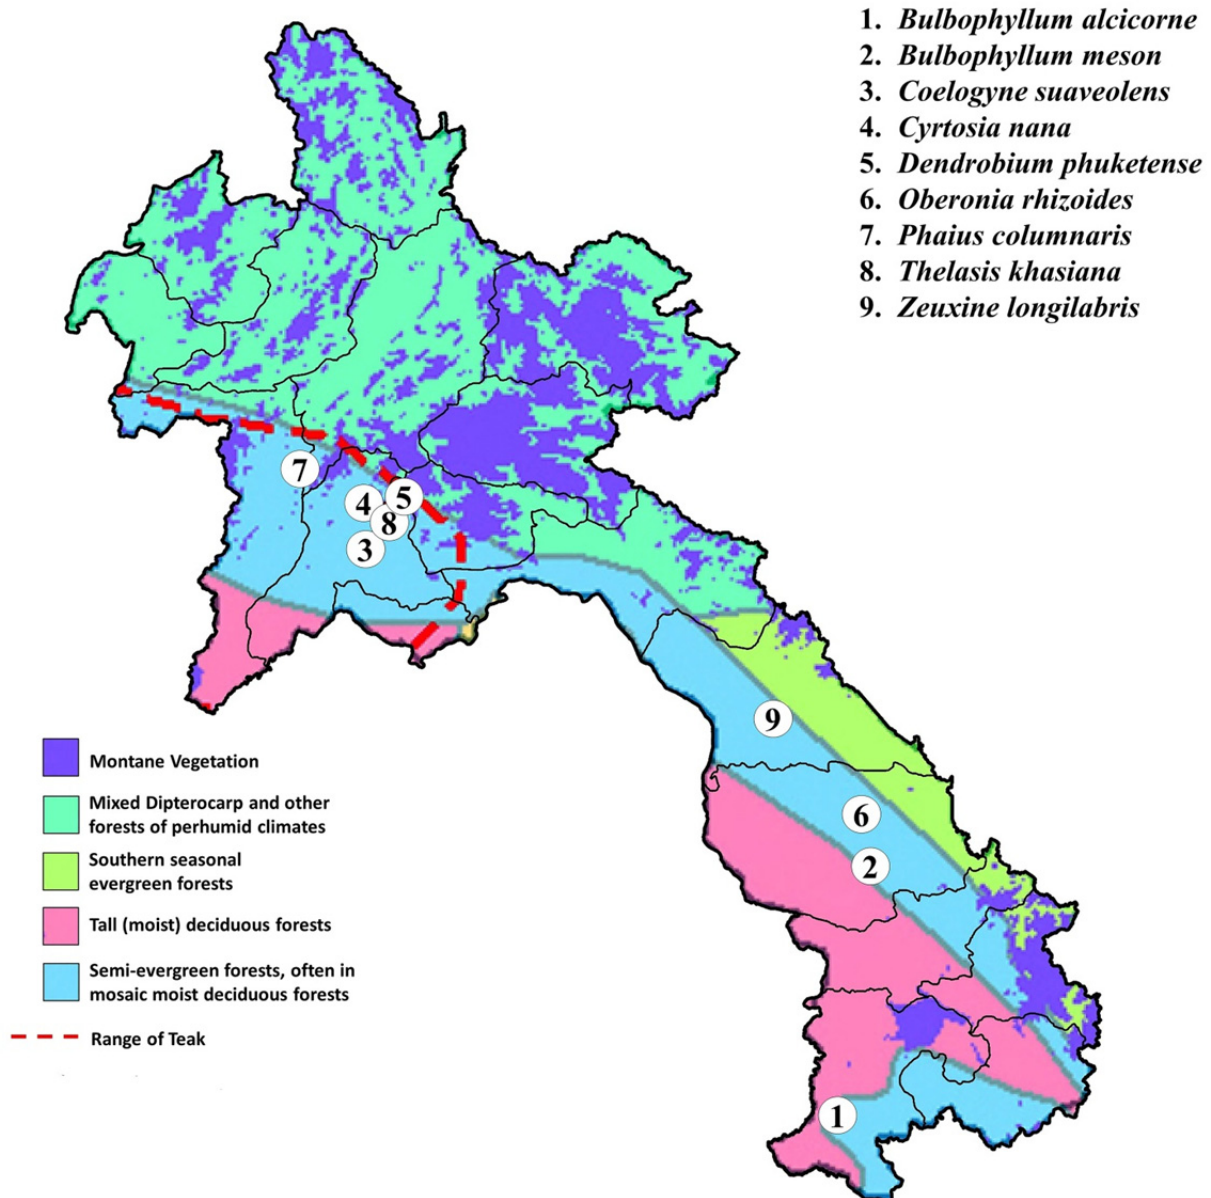 1. Bulbophyllum alcicorne
2. Bulbophyllum meson
3. Coelogyne suaveolens
4. Cyrtosia nana
5. Dendrobium phuketense
6. Oberonia rhizoides
7. Phaius columnaris
8. Thelasis khasiana
9. Zeuxine longilabris
7
4
5
8
3
9
6
2
1
Montane Vegetation
Mixed Dipterocarp and other
forests of perhumid climates
Southern seasonal
evergreen forests
Tall (moist) deciduous forests
Semi-evergreen forests, often in
mosaic moist deciduous forests
Range of Teak